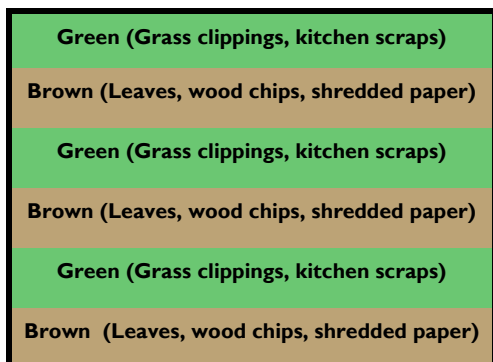 Green (Grass clippings, kitchen scraps)
Brown (Leaves, wood chips, shredded paper)
Green (Grass clippings, kitchen scraps)
Brown (Leaves, wood chips, shredded paper)
Green (Grass clippings, kitchen scraps)
Brown  (Leaves, wood chips, shredded paper)